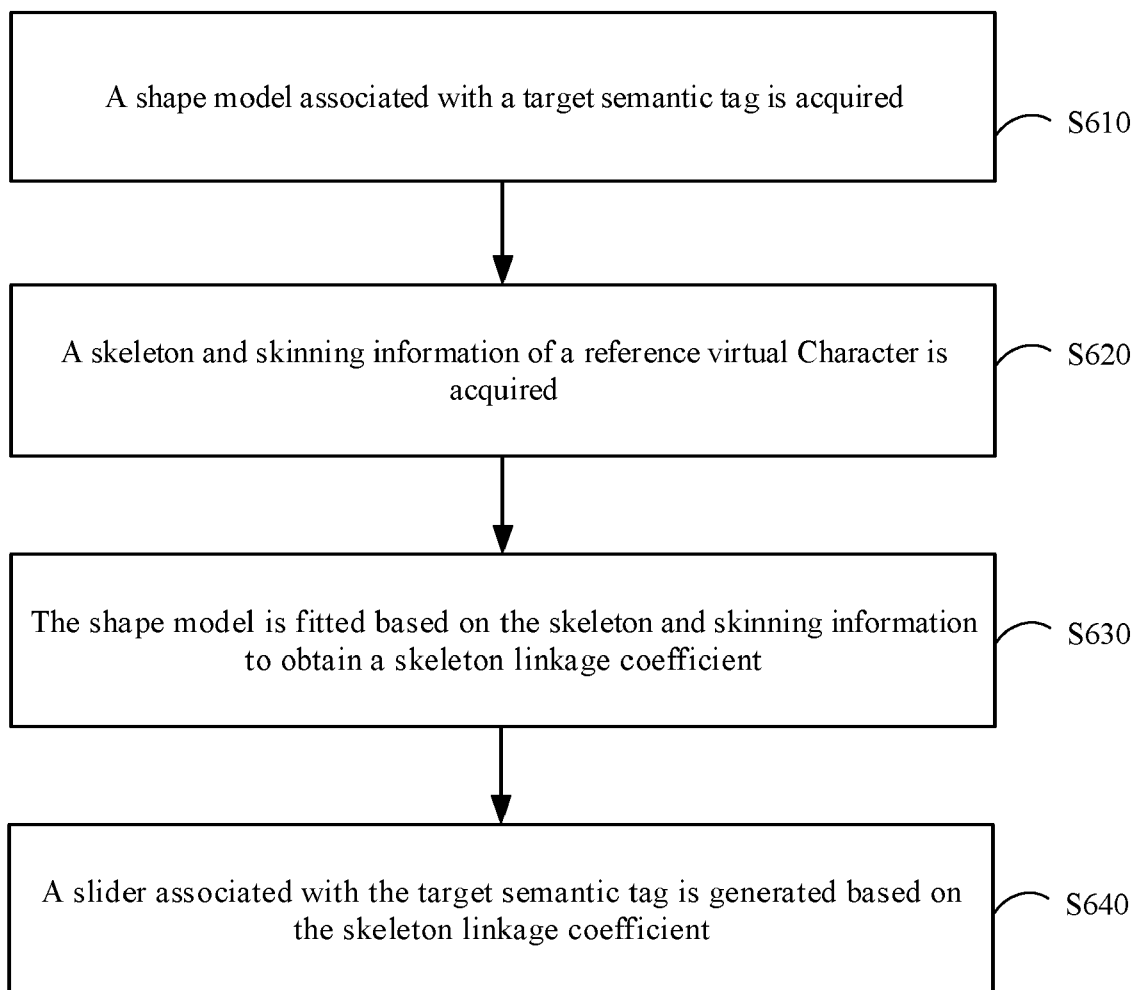 A shape model associated with a target semantic tag is acquired
S610
A skeleton and skinning information of a reference virtual Character is
acquired
S620
The shape model is fitted based on the skeleton and skinning information
to obtain a skeleton linkage coefficient
S630
A slider associated with the target semantic tag is generated based on
the skeleton linkage coefficient
S640